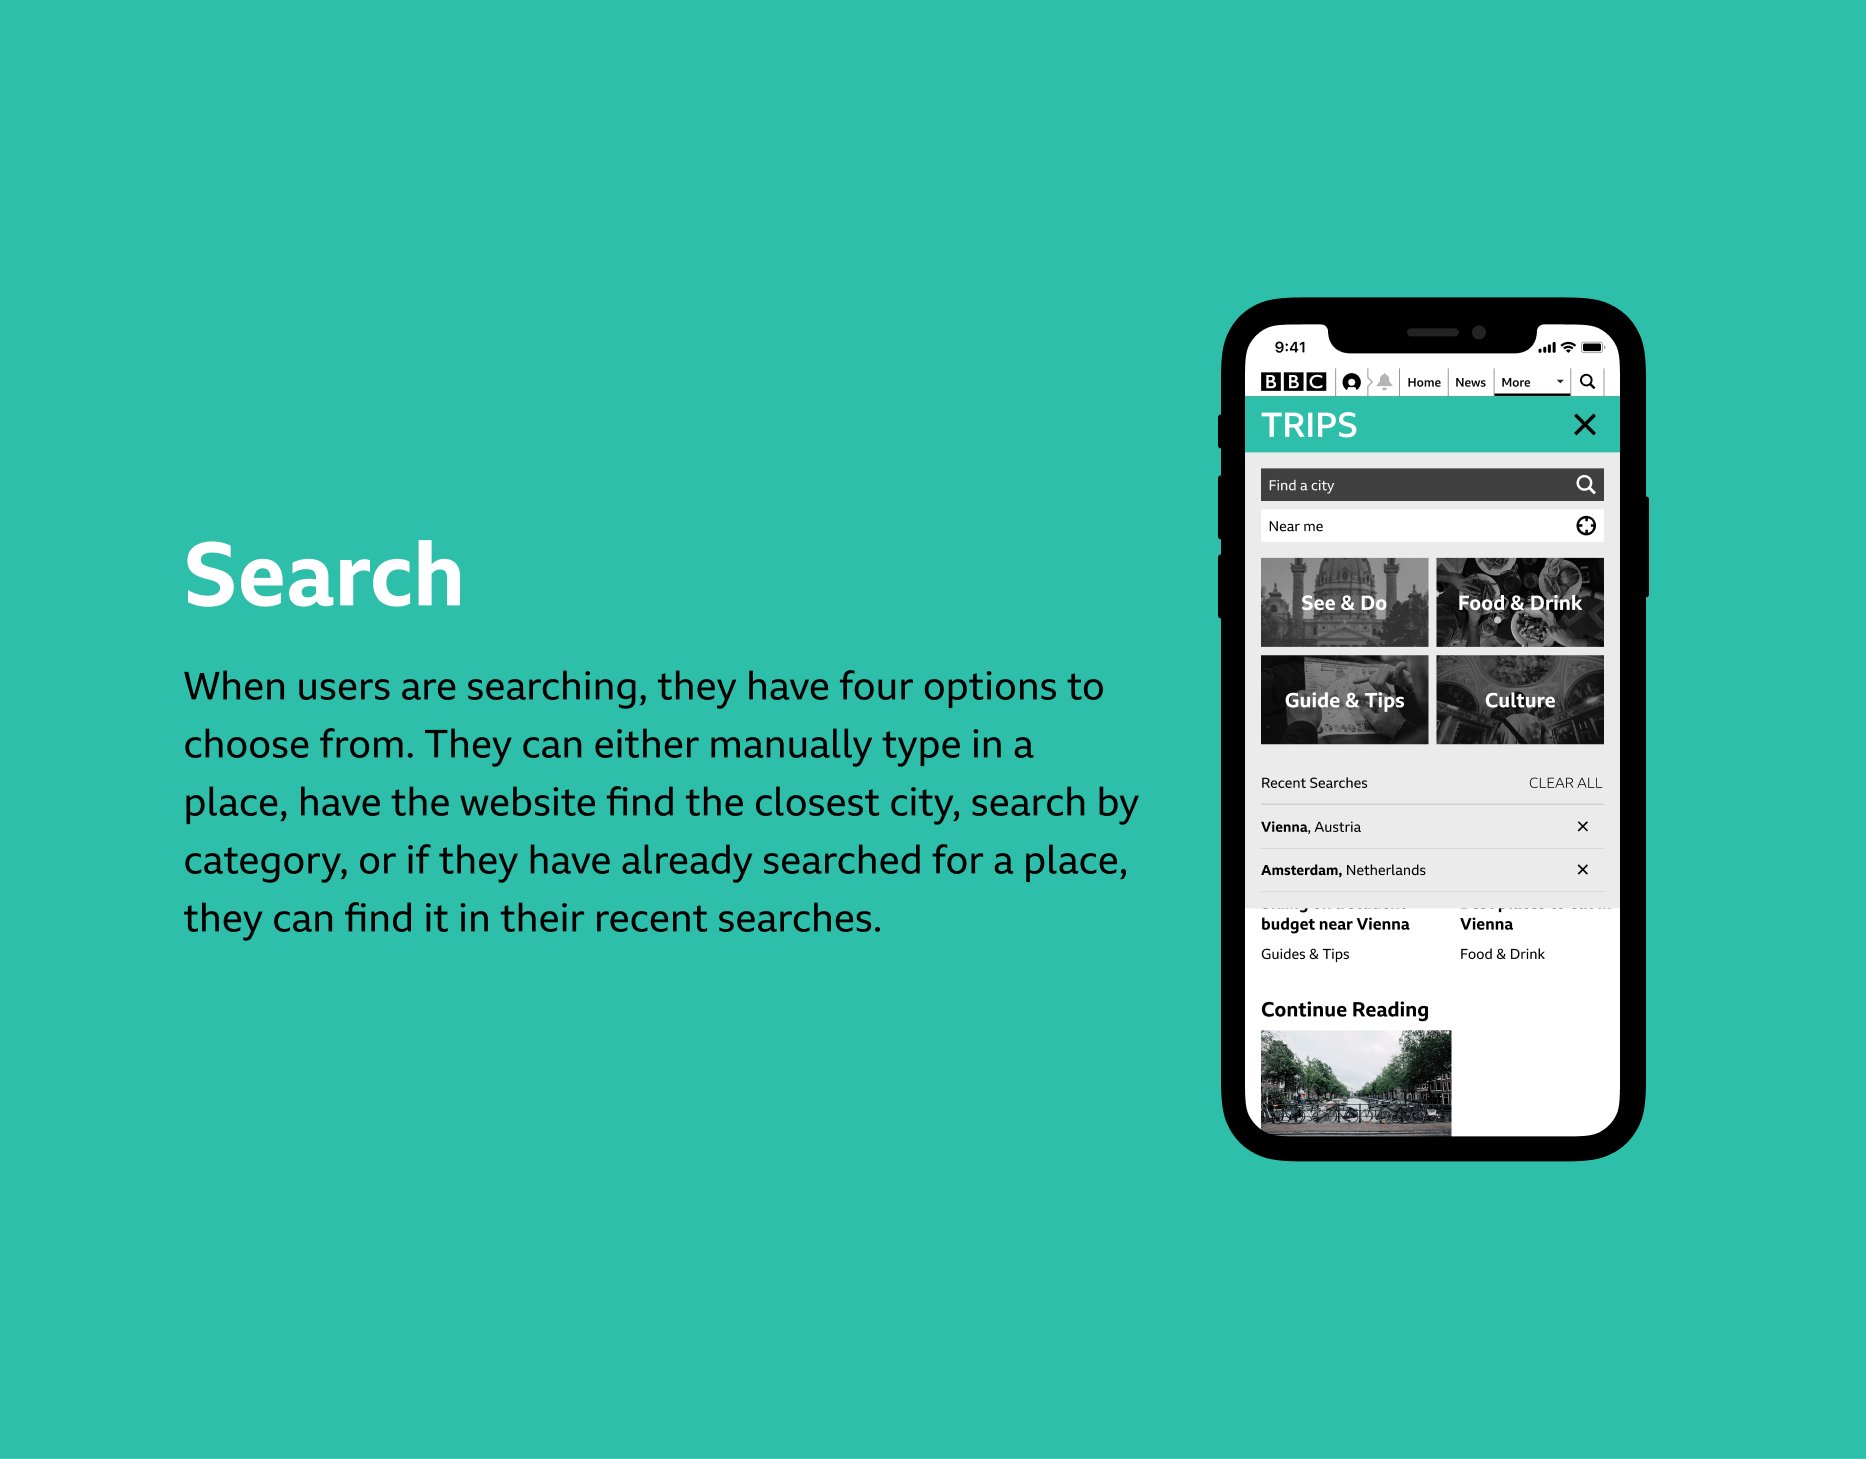 Search
When users are searching, they have four options to
choose from. They can either manually type in a
place, have the website find the closest city, search by
category, or if they have already searched for a place,
they can find it in their recent searches.
9:41
BBC Home News More
TRIPS
Find a city
Near me
See & Do Food & Drink
Guide & Tips Culture
Recent Searches CLEAR ALL
Vienna, Austria
Amsterdam, Netherlands
budget near Vienna Vienna
Guides & Tips Food & Drink
Continue Reading